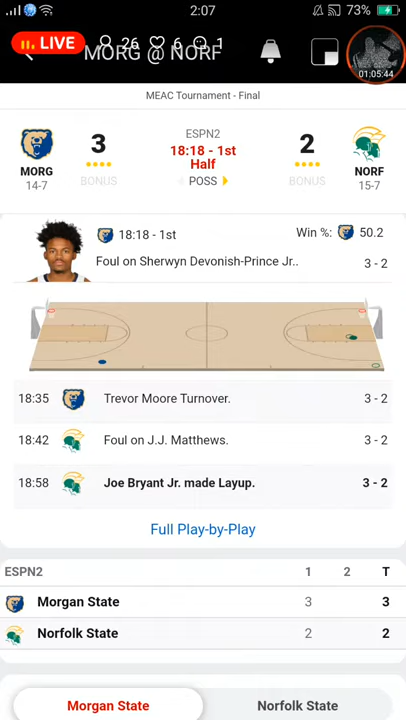 2:07
73%
LIVE
26
6
1
MORG @ NORF
01:05:44
MEAC Tournament - Final
MORG
14-7
3
BONUS
ESPN2
18:18 - 1st
Half
POSS
2
BONUS
NORF
15-7
18:18 - 1st
Win %: 50.2
Foul on Sherwyn Devonish-Prince Jr..
3 - 2
18:35 Trevor Moore Turnover. 3 - 2
18:42 Foul on J.J. Matthews. 3 - 2
18:58 Joe Bryant Jr. made Layup. 3 - 2
Full Play-by-Play
ESPN2 1 2 T
Morgan State 3 3
Norfolk State 2 2
Morgan State Norfolk State